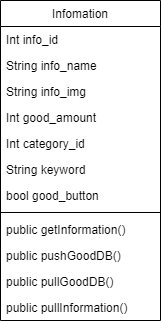 Infomation
Int info_id
String info_name
String info_img
Int good_amount
Int category_id
String keyword
bool good_button
public getInformation()
public pushGoodDB()
public pullGoodDB()
public pullInformation()